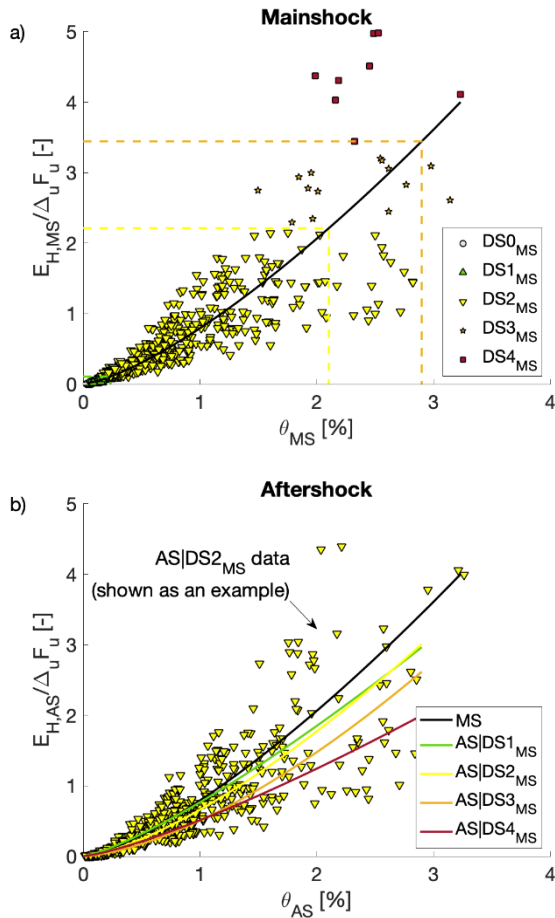 Mainshock
a)
E_H,MS/Δ_uF_u [-]
5
4
3
2
1
0
DS0_MS
DS1_MS
DS2_MS
DS3_MS
DS4_MS
0 1 2 3 4
θ_MS [%]
Aftershock
b)
E_H,AS/Δ_uF_u [-]
5
4
3
2
1
0
AS|DS2_MS data
(shown as an example)
MS
AS|DS1_MS
AS|DS2_MS
AS|DS3_MS
AS|DS4_MS
0 1 2 3 4
θ_AS [%]